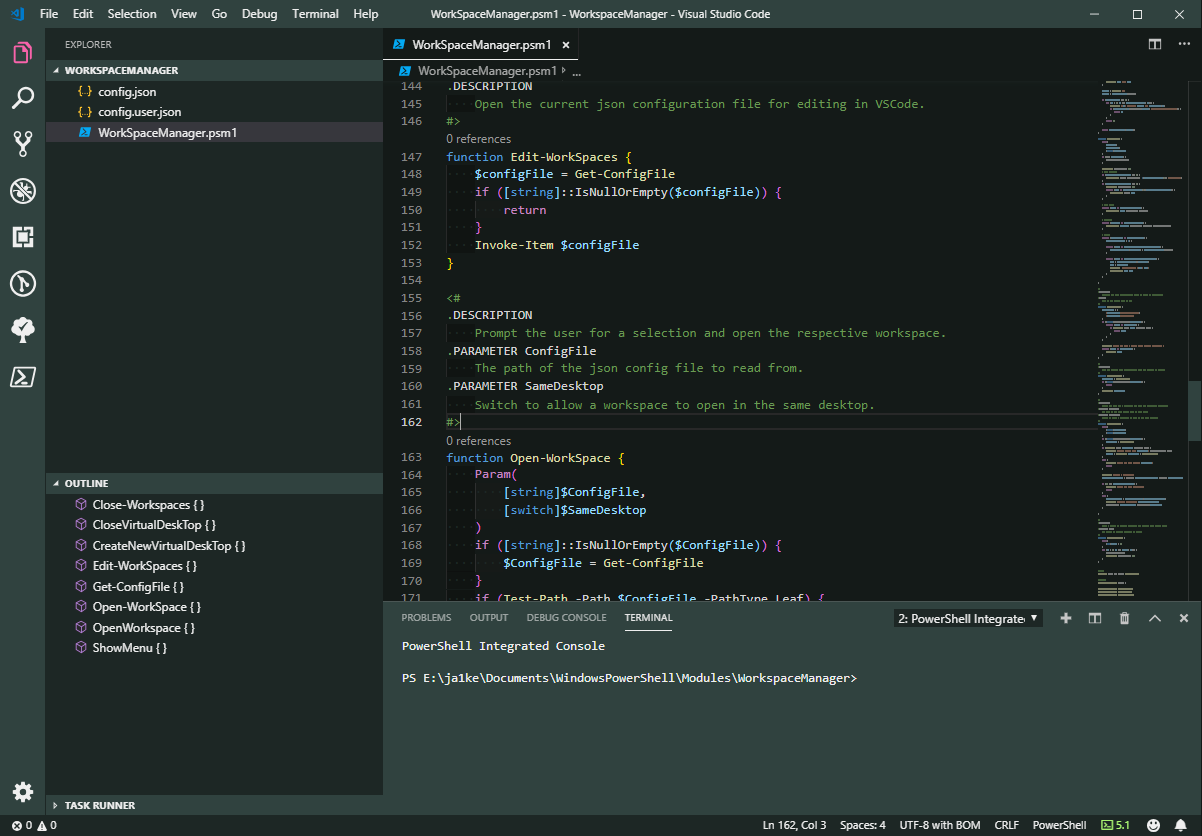 File Edit Selection View Go Debug Terminal Help WorkSpaceManager.psm1 - WorkspaceManager - Visual Studio Code
EXPLORER
WORKSPACEMANAGER
{..} config.json
{..} config.user.json
WorkSpaceManager.psm1
OUTLINE
Close-Workspaces { }
CloseVirtualDeskTop { }
CreateNewVirtualDeskTop { }
Edit-WorkSpaces { }
Get-ConfigFile { }
Open-WorkSpace { }
OpenWorkspace { }
ShowMenu { }
TASK RUNNER
WorkSpaceManager.psm1 ×
WorkSpaceManager.psm1 ...
144 .DESCRIPTION
145 Open the current json configuration file for editing in VSCode.
146 #>
0 references
147 function Edit-WorkSpaces {
148 $configFile = Get-ConfigFile
149 if ([string]::IsNullOrEmpty($configFile)) {
150 return
151 }
152 Invoke-Item $configFile
153 }
154
155 <#
156 .DESCRIPTION
157 Prompt the user for a selection and open the respective workspace.
158 .PARAMETER ConfigFile
159 The path of the json config file to read from.
160 .PARAMETER SameDesktop
161 Switch to allow a workspace to open in the same desktop.
162 #>
0 references
163 function Open-WorkSpace {
164 Param(
165 [string]$ConfigFile,
166 [switch]$SameDesktop
167 )
168 if ([string]::IsNullOrEmpty($ConfigFile)) {
169 $ConfigFile = Get-ConfigFile
170 }
171 if (Test-Path -Path $ConfigFile -PathType Leaf) {
PROBLEMS OUTPUT DEBUG CONSOLE TERMINAL 2: PowerShell Integrate
PowerShell Integrated Console
PS E:\ja1ke\Documents\WindowsPowerShell\Modules\WorkspaceManager>
0 0 Ln 162, Col 3 Spaces: 4 UTF-8 with BOM CRLF PowerShell 5.1